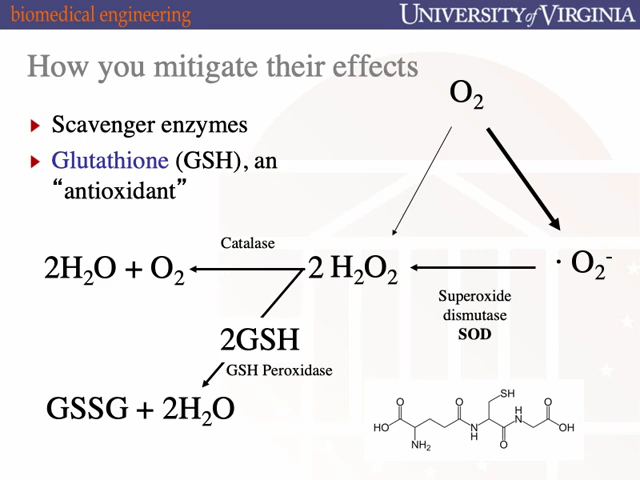 biomedical engineering
UNIVERSITY of VIRGINIA
How you mitigate their effects
O₂
Scavenger enzymes
Glutathione (GSH), an
“antioxidant”
Catalase
2H₂O + O₂
2 H₂O₂
· O₂⁻
Superoxide
dismutase
SOD
2GSH
GSH Peroxidase
GSSG + 2H₂O
SH
O
O
H
N
O
HO
N
H
OH
NH₂
O